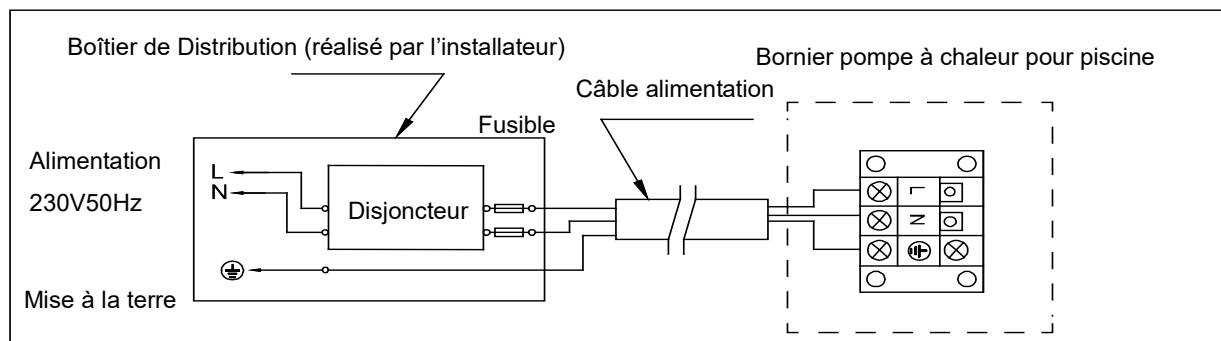 Boîtier de Distribution (réalisé par l'installateur)
Bornier pompe à chaleur pour piscine
Câble alimentation
Fusible
Alimentation
230V50Hz
L
N
Disjoncteur
Mise à la terre
L
N